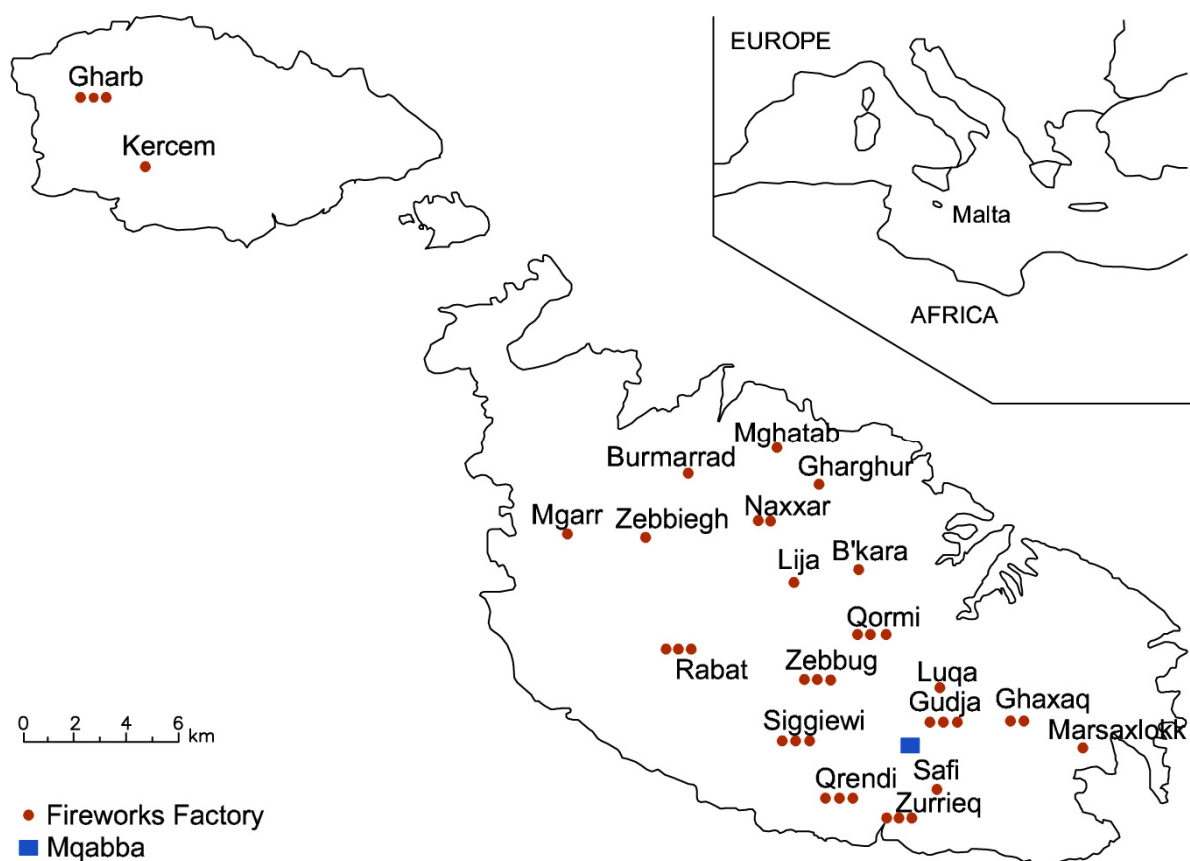 EUROPE
Gharb
Kercem
Malta
AFRICA
Mghatab
Burmarrad
Gharghur
Naxxar
Mgarr
Zebbiegh
B'kara
Lija
Qormi
Zebbug
Rabat
Luqa
Gudja
Ghaxaq
Siggiewi
Marsaxlokk
Safi
Qrendi
Zurrieq
0 2 4 6
km
Fireworks Factory
Mqabba